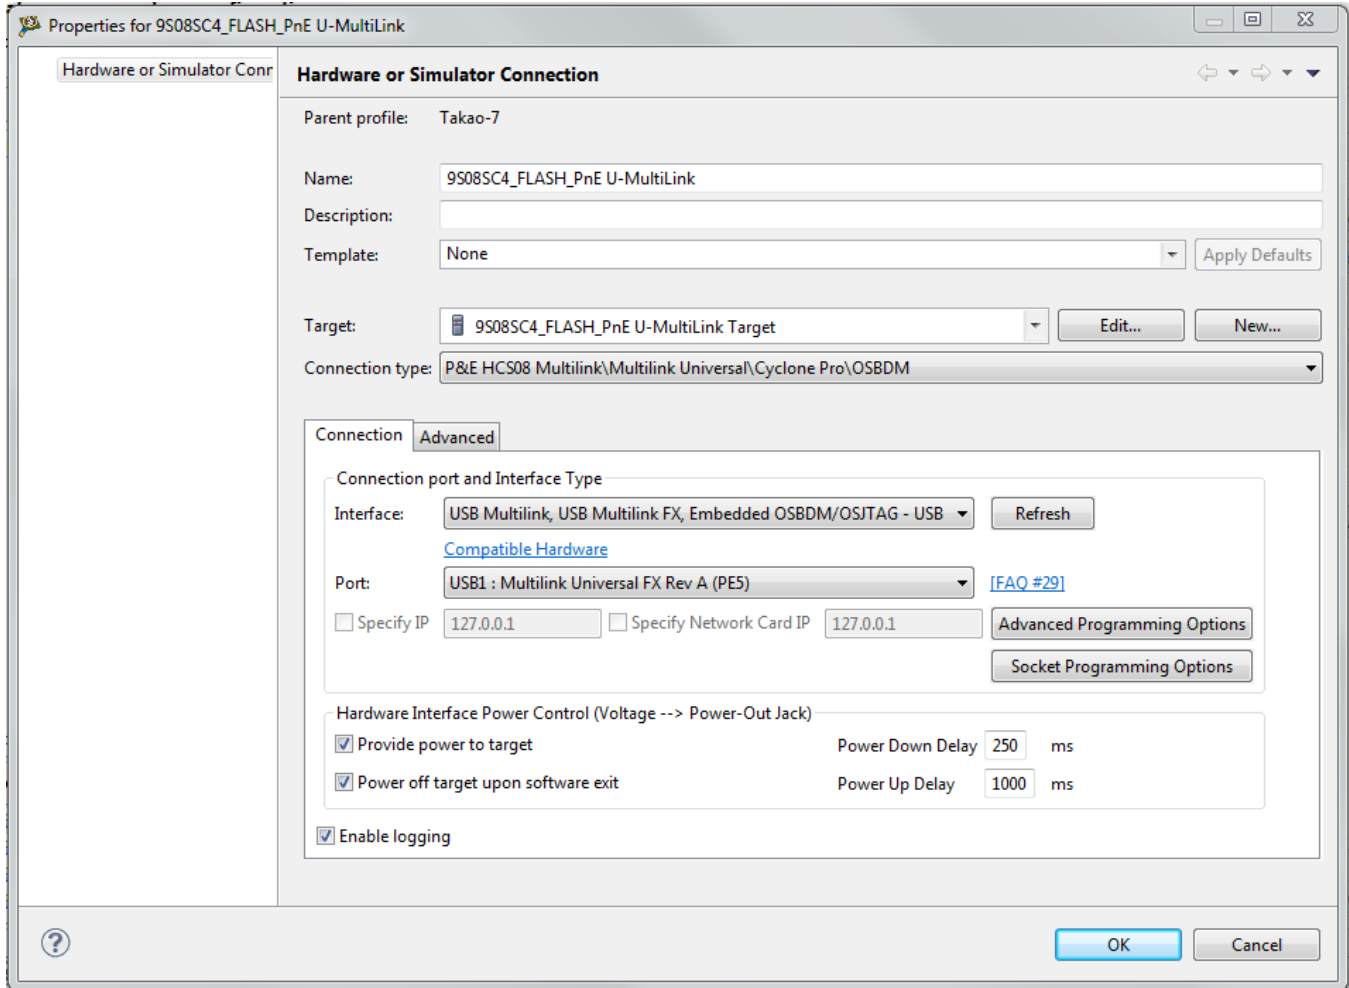 Properties for 9S08SC4_FLASH_PnE U-MultiLink
Hardware or Simulator Conn
Hardware or Simulator Connection
Parent profile: Takao-7
Name: 9S08SC4_FLASH_PnE U-MultiLink
Description:
Template: None Apply Defaults
Target: 9S08SC4_FLASH_PnE U-MultiLink Target Edit... New...
Connection type: P&E HCS08 Multilink\Multilink Universal\Cyclone Pro\OSBDM
Connection Advanced
Connection port and Interface Type
Interface: USB Multilink, USB Multilink FX, Embedded OSBDM/OSJTAG - USB Refresh
Compatible Hardware
Port: USB1 : Multilink Universal FX Rev A (PE5) [FAQ #29]
Specify IP 127.0.0.1 Specify Network Card IP 127.0.0.1 Advanced Programming Options
Socket Programming Options
Hardware Interface Power Control (Voltage --> Power-Out Jack)
Provide power to target Power Down Delay 250 ms
Power off target upon software exit Power Up Delay 1000 ms
Enable logging
OK Cancel